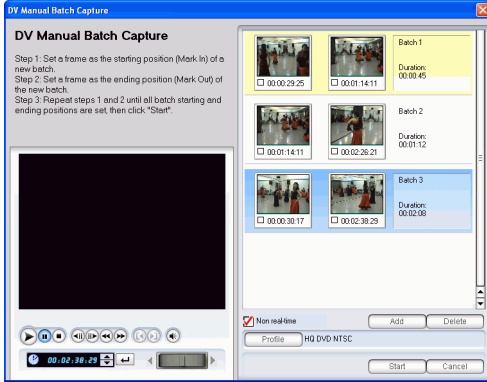 DV Manual Batch Capture
DV Manual Batch Capture
Step 1: Set a frame as the starting position (Mark In) of a
new batch.
Step 2: Set a frame as the ending position (Mark Out) of
the new batch.
Step 3: Repeat steps 1 and 2 until all batch starting and
ending positions are set, then click "Start".
00:02:38:29
Batch 1
Duration:
00:00:45
00:00:29:25
00:01:14:11
Batch 2
Duration:
00:01:12
00:01:14:11
00:02:26:21
Batch 3
Duration:
00:02:08
00:00:30:17
00:02:38:29
Non real-time
Add
Delete
Profile
HQ DVD NTSC
Start
Cancel